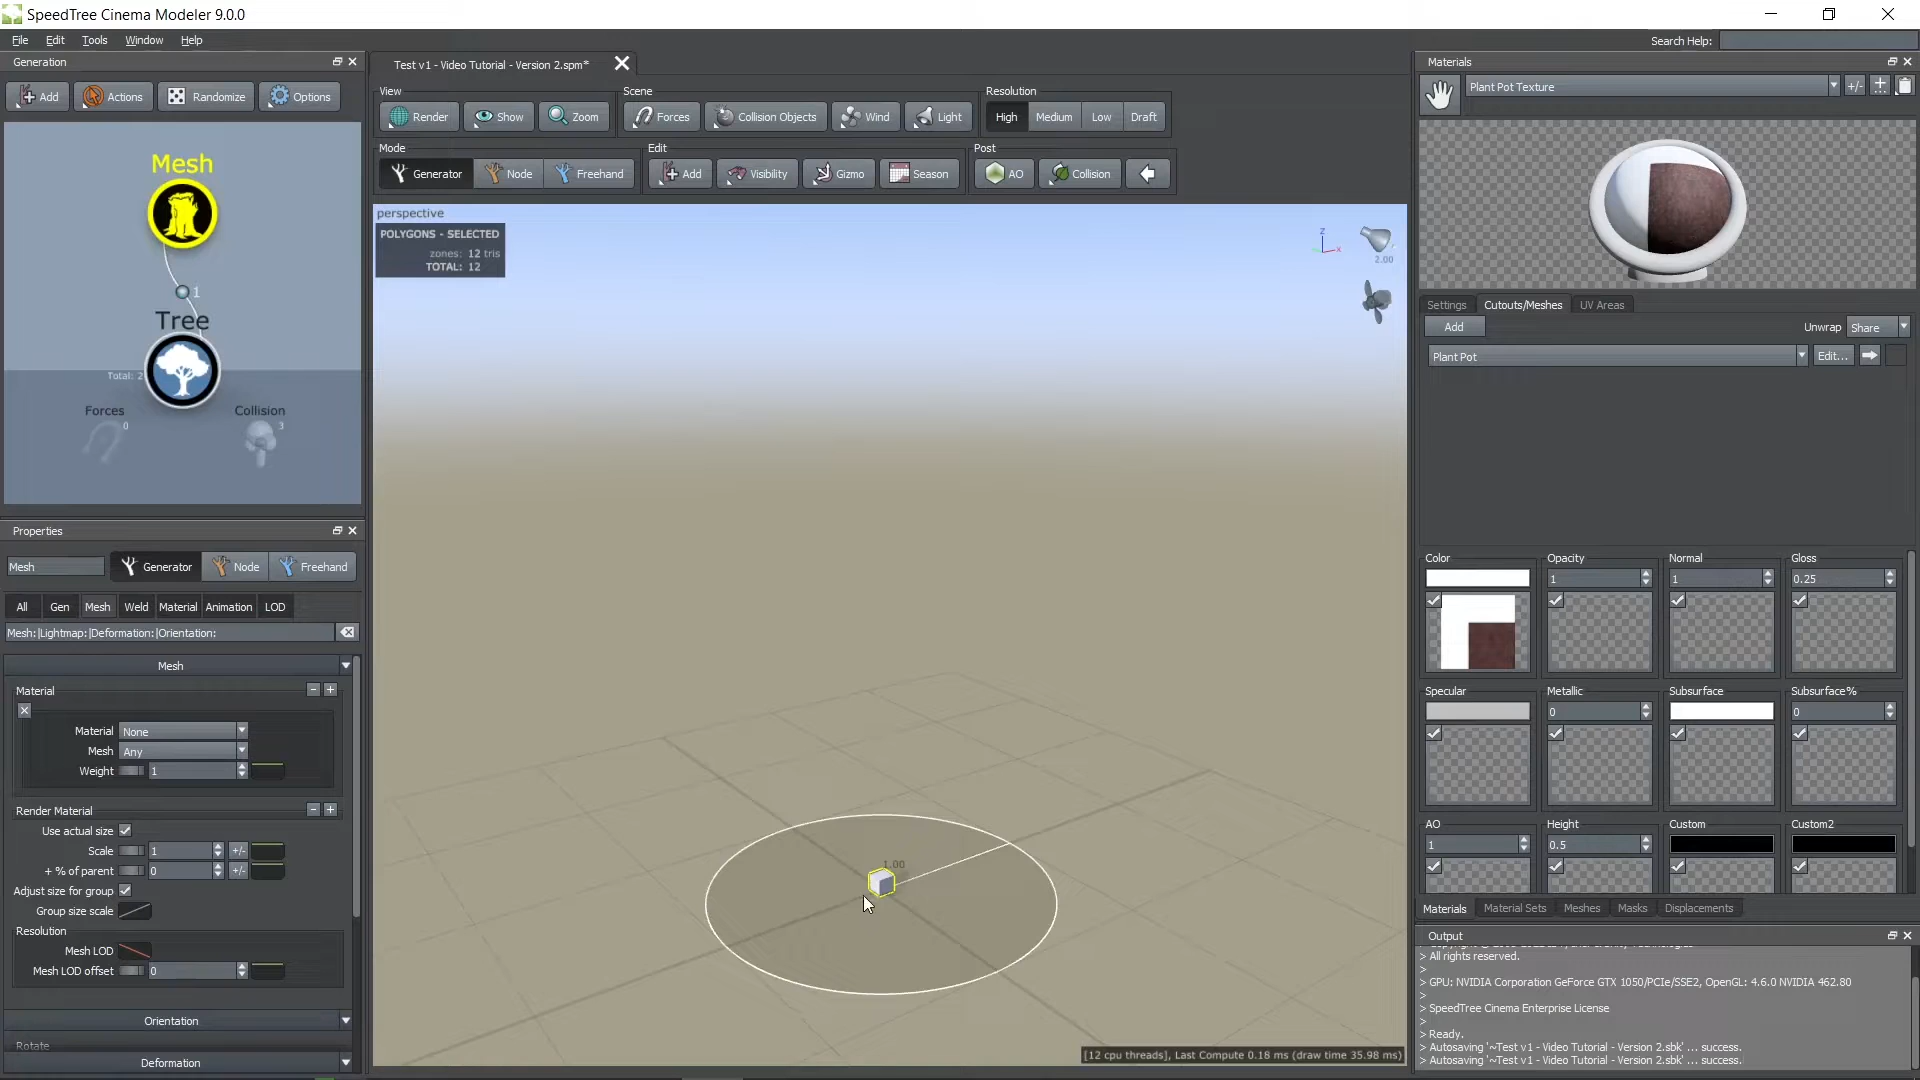 SpeedTree Cinema Modeler 9.0.0
File Edit Tools Window Help
Search Help:
Generation
Add Actions Randomize Options
Mesh
1
Tree
Total: 2
Forces 0
Collision 3
Properties
Mesh Generator Node Freehand
All Gen Mesh Weld Material Animation LOD
Mesh: |Lightmap: |Deformation: |Orientation:
Mesh
Material
Material None
Mesh Any
Weight 1
Render Material
Use actual size
Scale 1 +/-
+ % of parent 0 +/-
Adjust size for group
Group size scale
Resolution
Mesh LOD
Mesh LOD offset 0
Orientation
Rotate
Deformation
Test v1 - Video Tutorial - Version 2.spm*
View Scene Resolution
Render Show Zoom Forces Collision Objects Wind Light High Medium Low Draft
Mode Edit Post
Generator Node Freehand Add Visibility Gizmo Season AO Collision
perspective
POLYGONS - SELECTED
zones: 12 tris
TOTAL: 12
Z
X
2.00
1.00
[12 cpu threads], Last Compute 0.18 ms (draw time 35.98 ms)
Materials
Plant Pot Texture +/-
Settings Cutouts/Meshes UV Areas
Add Unwrap Share
Plant Pot Edit...
Color Opacity Normal Gloss
1 1 0.25
Specular Metallic Subsurface Subsurface%
0 0
AO Height Custom Custom2
1 0.5
Materials Material Sets Meshes Masks Displacements
Output
> All rights reserved.
>
> GPU: NVIDIA Corporation GeForce GTX 1050/PCIe/SSE2, OpenGL: 4.6.0 NVIDIA 462.80
>
> SpeedTree Cinema Enterprise License
>
> Ready.
> Autosaving '~Test v1 - Video Tutorial - Version 2.sbk' ... success.
> Autosaving '~Test v1 - Video Tutorial - Version 2.sbk' ... success.